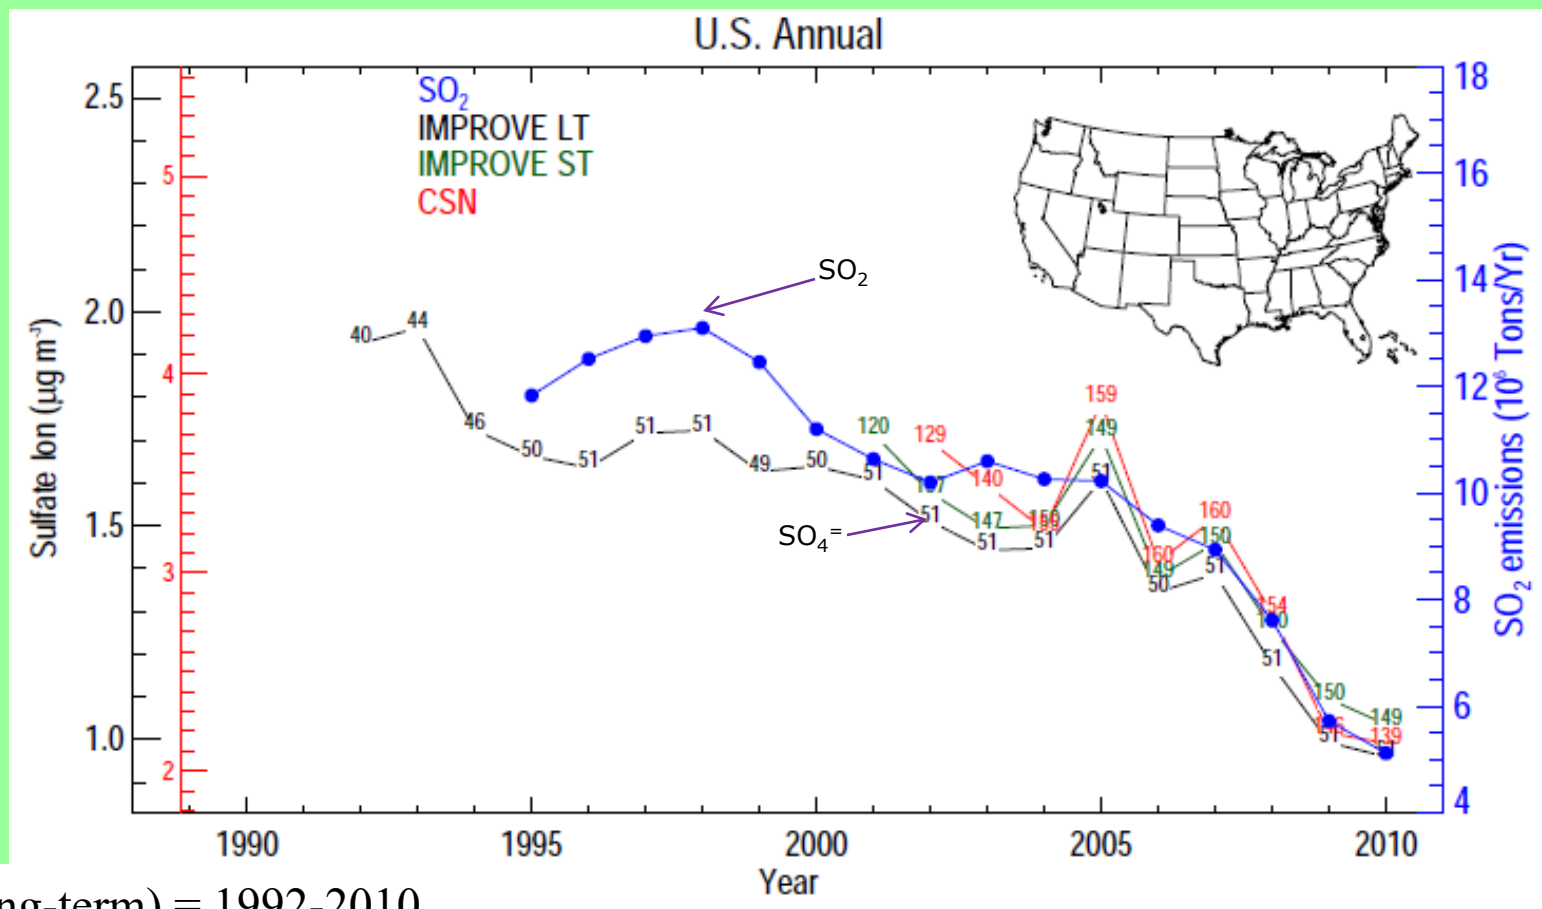 U.S. Annual
SO2
IMPROVE LT
IMPROVE ST
CSN
SO2
SO4=
Sulfate Ion (μg m-3)
2.5
2.0
1.5
1.0
5
4
3
2
18
16
14
12
10
8
6
4
SO2 emissions (106 Tons/Yr)
40 44 46 50 51 51 51 49 50 51 51 51 51 51 50 51 51 51
120 147 149 149 150 150 149
129 140 159 160 160 154 139
1990 1995 2000 2005 2010
Year
ng-term) = 1992-2010